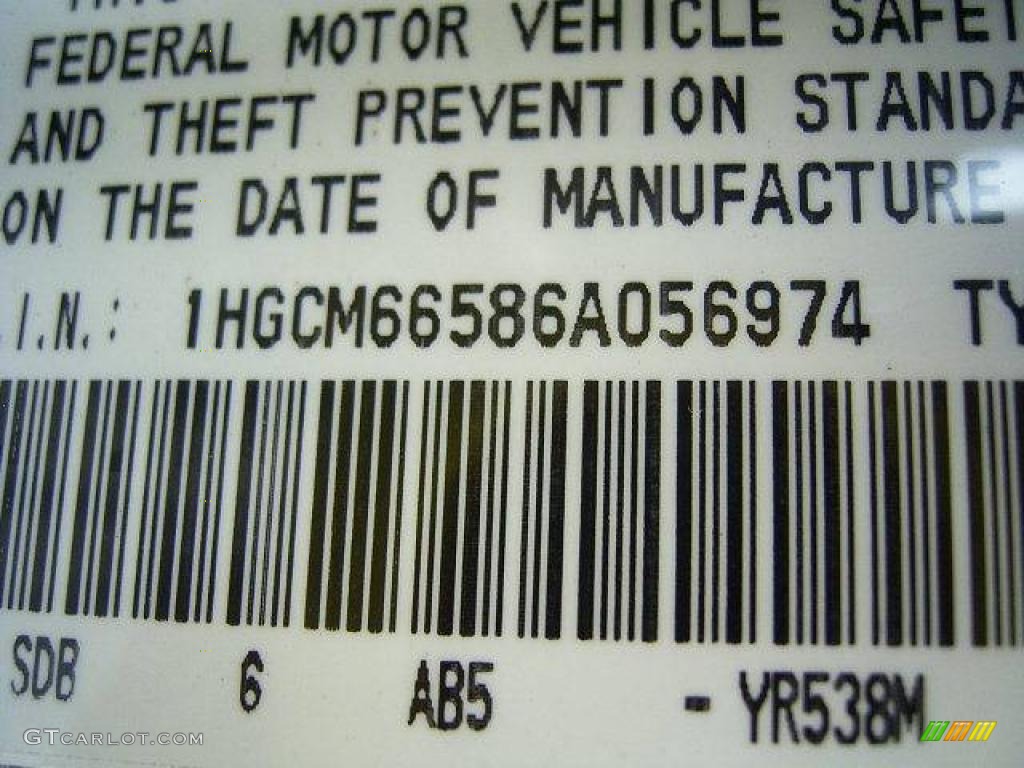 FEDERAL MOTOR VEHICLE SAFET
AND THEFT PREVENTION STANDA
ON THE DATE OF MANUFACTURE
.I.N.: 1HGCM66586A056974 TY
SDB 6 AB5 - YR538M
GTCARLOT.COM